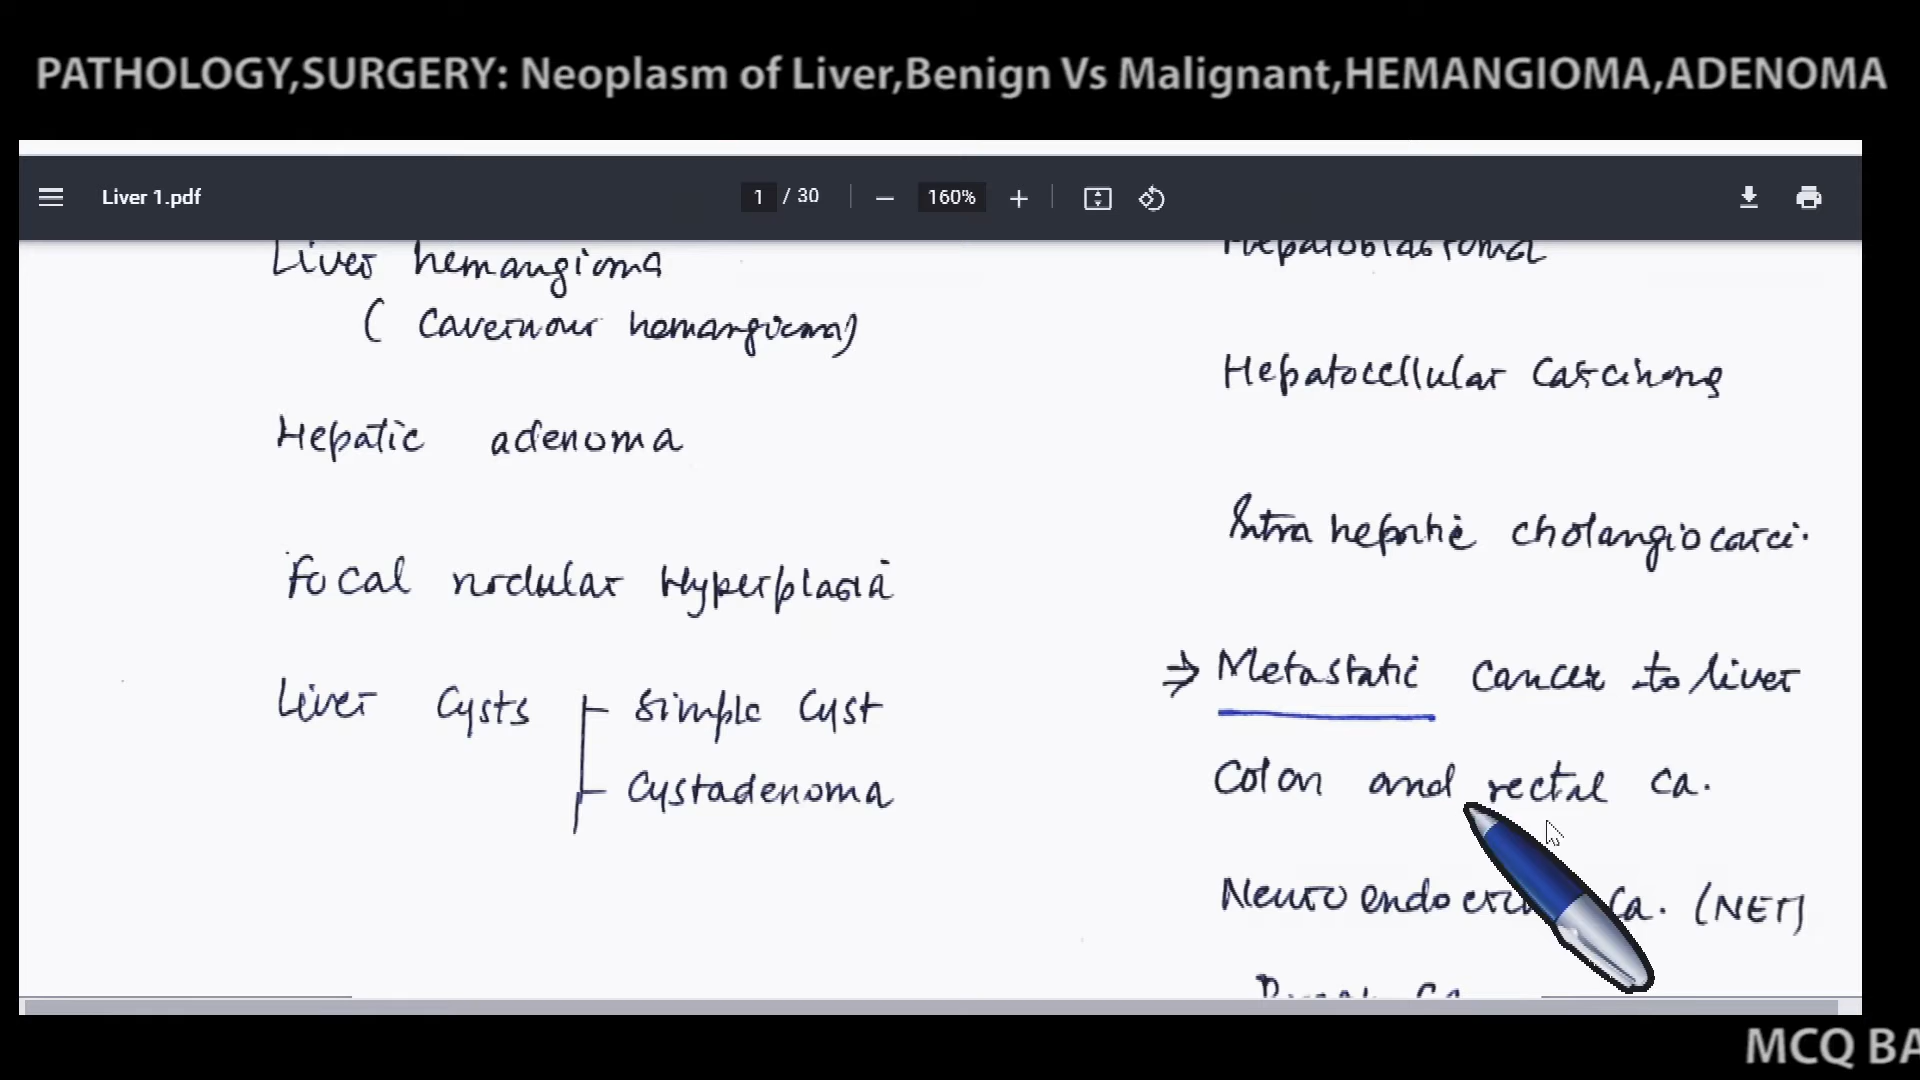 PATHOLOGY,SURGERY: Neoplasm of Liver,Benign Vs Malignant,HEMANGIOMA,ADENOMA
Liver 1.pdf
1 / 30
160%
Liver hemangioma
( Cavernour hemangioma)
Hepatic adenoma
Focal nodular Hyperplasia
Liver Cysts
Simple Cyst
Cystadenoma
Hepatoblastoma
Hepatocellular Carcinoma
Intra hepatic cholangiocarci.
⇒ Metastatic cancer to liver
Colon and rectal ca.
Ca. (NET)
MCQ BA